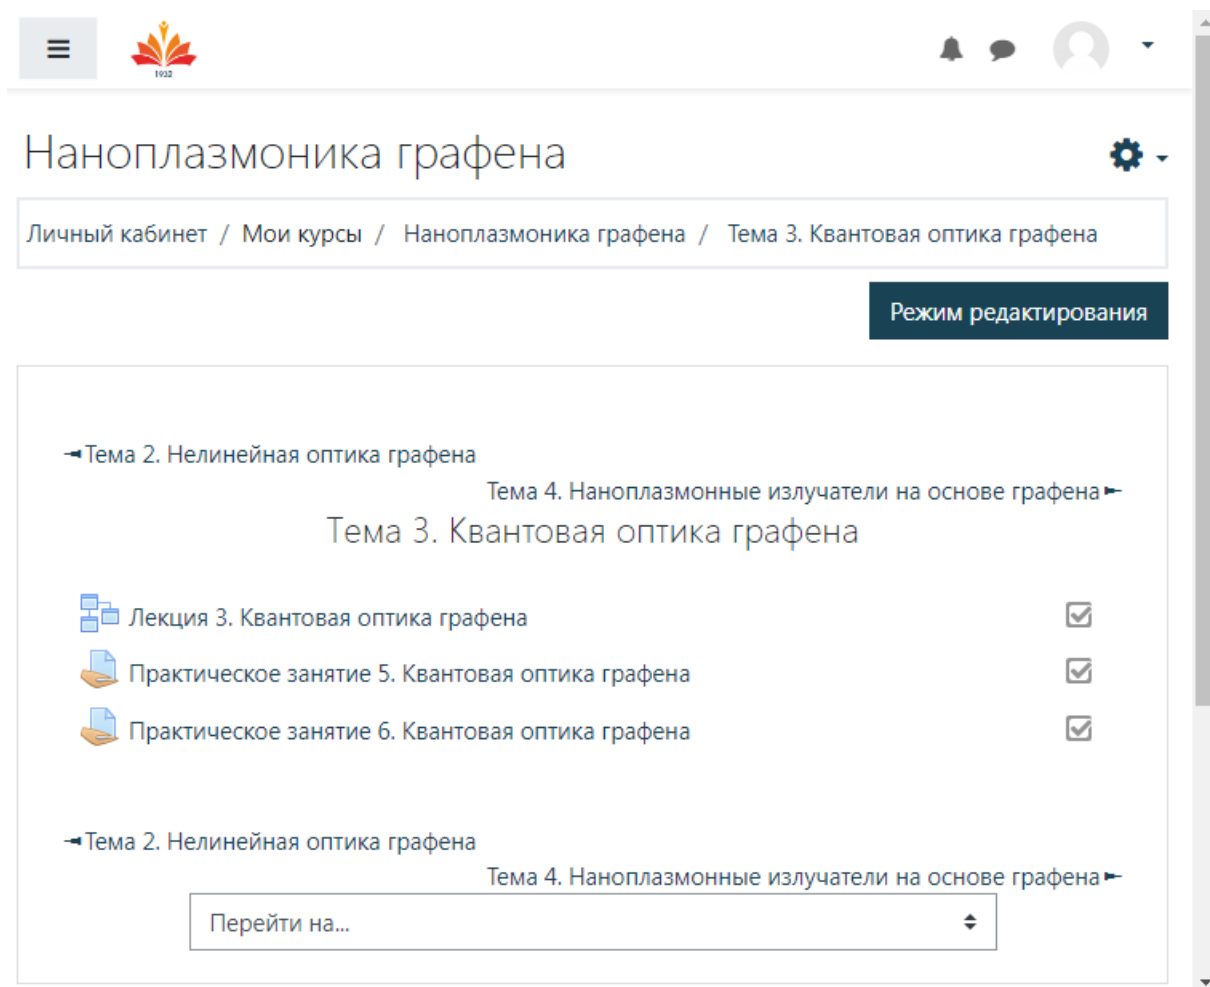 1932
Наноплазмоника графена
Личный кабинет / Мои курсы / Наноплазмоника графена / Тема 3. Квантовая оптика графена
Режим редактирования
Тема 2. Нелинейная оптика графена
Тема 4. Наноплазмонные излучатели на основе графена
Тема 3. Квантовая оптика графена
Лекция 3. Квантовая оптика графена
Практическое занятие 5. Квантовая оптика графена
Практическое занятие 6. Квантовая оптика графена
Тема 2. Нелинейная оптика графена
Тема 4. Наноплазмонные излучатели на основе графена
Перейти на...